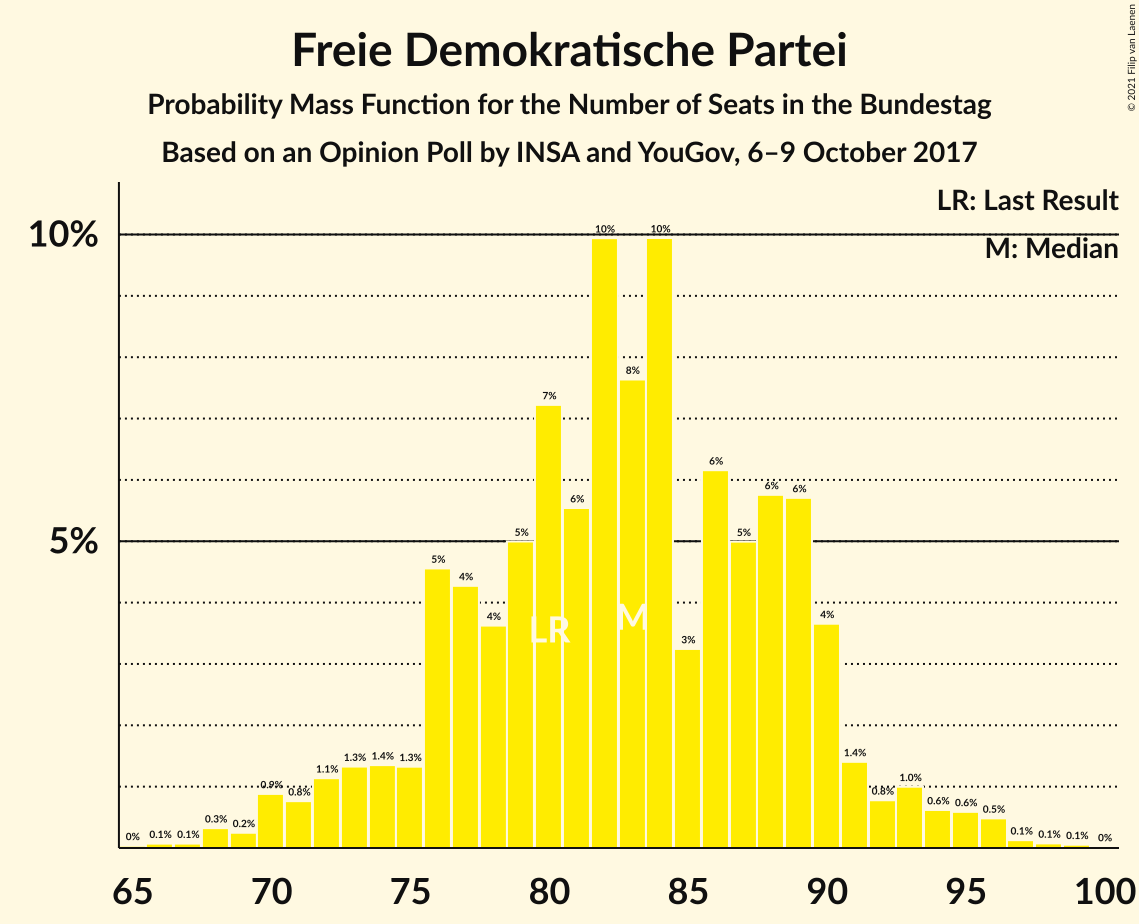 © 2021 Filip van Laenen
Freie Demokratische Partei
Probability Mass Function for the Number of Seats in the Bundestag
Based on an Opinion Poll by INSA and YouGov, 6–9 October 2017
LR: Last Result
M: Median
10%
5%
0% 0.1% 0.1% 0.3% 0.2% 0.9% 0.8% 1.1% 1.3% 1.4% 1.3% 5% 4% 4% 5% 7% 6% 10% 8% 10% 3% 6% 5% 6% 6% 4% 1.4% 0.8% 1.0% 0.6% 0.6% 0.5% 0.1% 0.1% 0.1% 0%
LR M
65 70 75 80 85 90 95 100